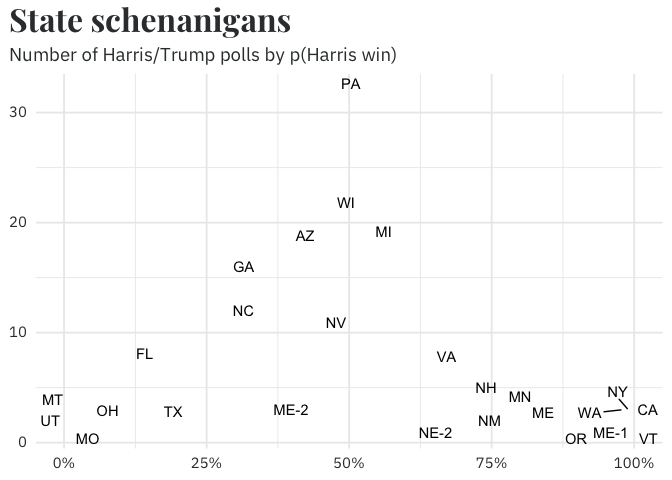 State schenanigans
Number of Harris/Trump polls by p(Harris win)
PA
30
WI
20
AZ
MI
GA
NC
NV
10
FL
VA
NH
MT
NY
MN
OH
TX
ME-2
ME
WA
CA
UT
NM
NE-2
ME-1
MO
OR
VT
0
0%
25%
50%
75%
100%